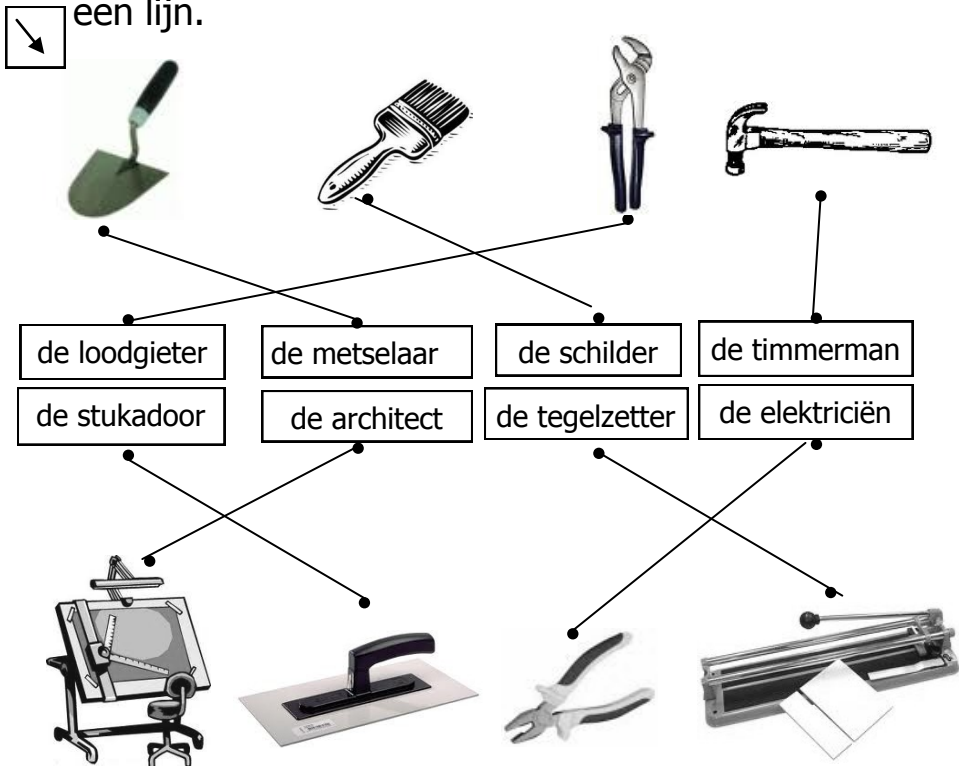 een lijn.
de loodgieter
de metselaar
de schilder
de timmerman
de stukadoor
de architect
de tegelzetter
de elektriciën